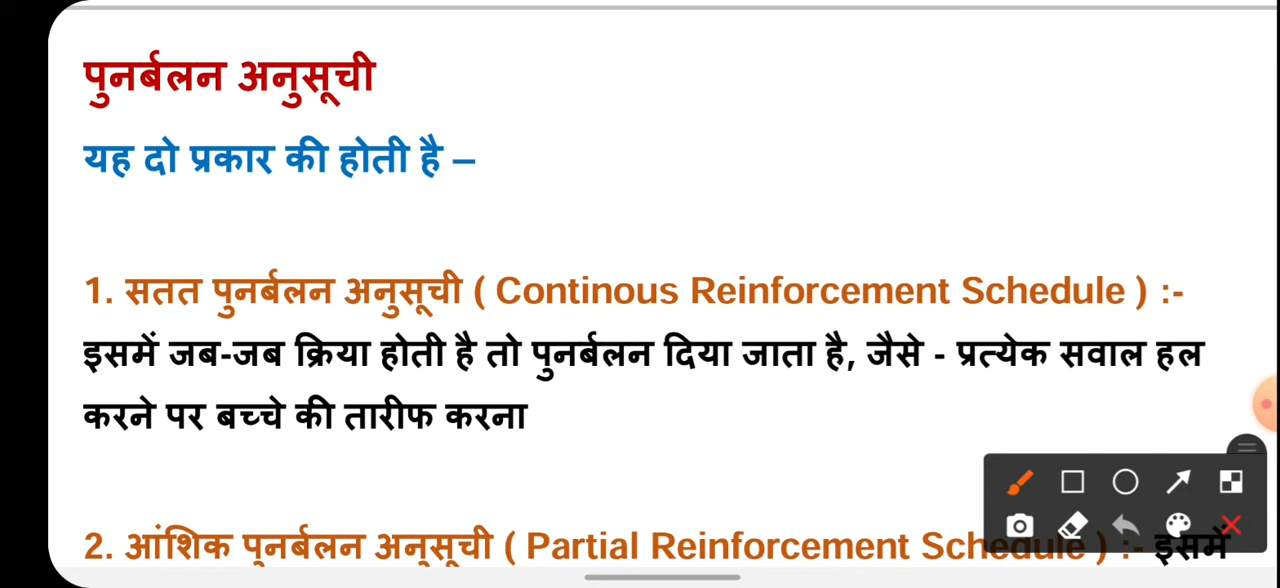 पुनर्बलन अनुसूची
यह दो प्रकार की होती है –
1. सतत पुनर्बलन अनुसूची ( Continous Reinforcement Schedule ) :-
इसमें जब-जब क्रिया होती है तो पुनर्बलन दिया जाता है, जैसे - प्रत्येक सवाल हल
करने पर बच्चे की तारीफ करना
2. आंशिक पुनर्बलन अनुसूची ( Partial Reinforcement Schedule ) :- इसमें